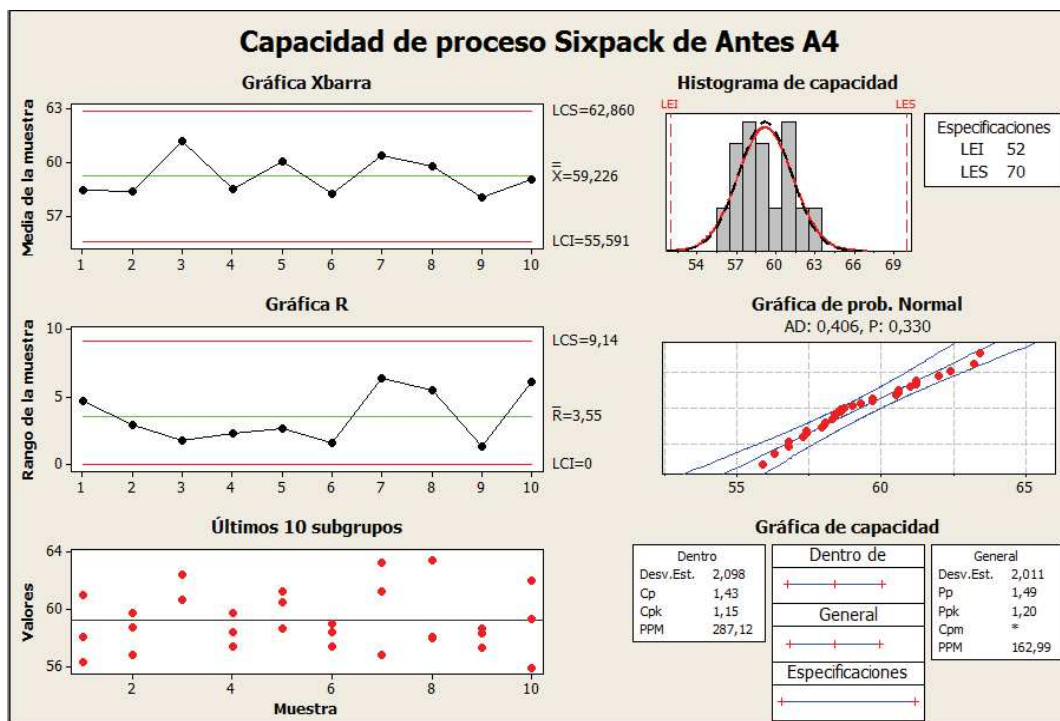 Capacidad de proceso Sixpack de Antes A4
Gráfica Xbarra
Media de la muestra
63
60
57
LCS=62,860
X=59,226
LCI=55,591
1 2 3 4 5 6 7 8 9 10
Gráfica R
Rango de la muestra
10
5
0
LCS=9,14
R=3,55
LCI=0
1 2 3 4 5 6 7 8 9 10
Últimos 10 subgrupos
Valores
64
60
56
2 4 6 8 10
Muestra
Histograma de capacidad
LEI LES
54 57 60 63 66 69
Especificaciones
LEI 52
LES 70
Gráfica de prob. Normal
AD: 0,406, P: 0,330
55 60 65
Gráfica de capacidad
Dentro
Desv.Est. 2,098
Cp 1,43
Cpk 1,15
PPM 287,12
Dentro de
General
Especificaciones
General
Desv.Est. 2,011
Pp 1,49
Ppk 1,20
Cpm *
PPM 162,99